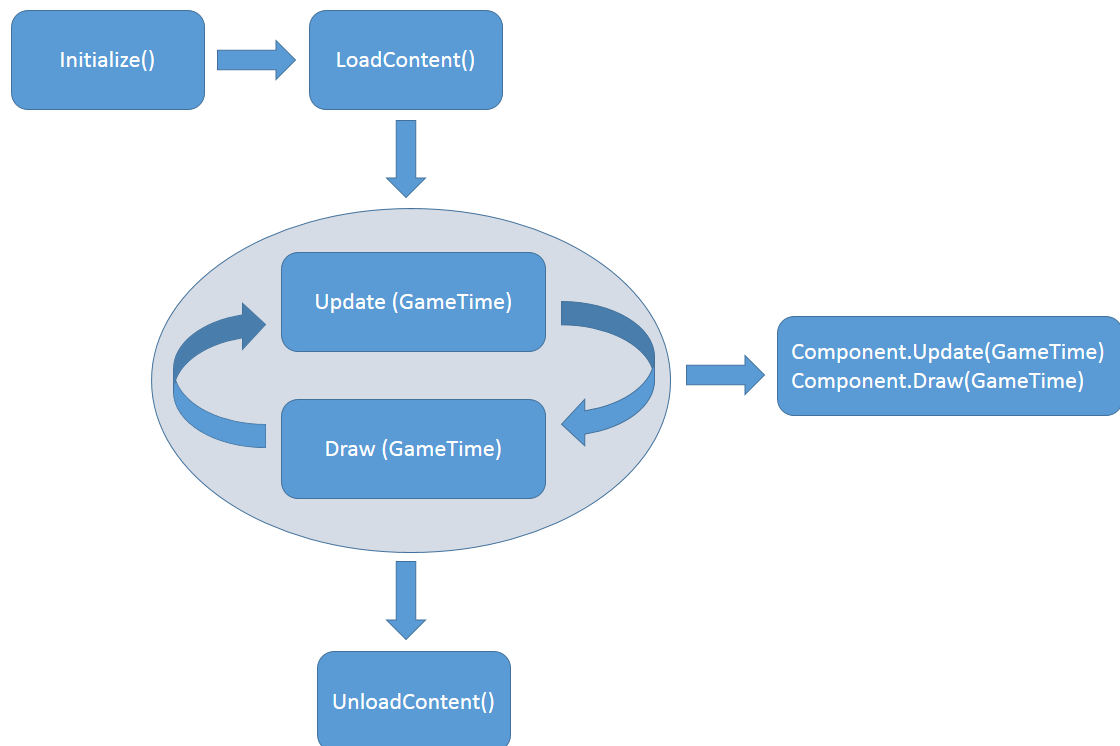 Initialize()
LoadContent()
Update (GameTime)
Draw (GameTime)
Component.Update(GameTime)
Component.Draw(GameTime)
UnloadContent()